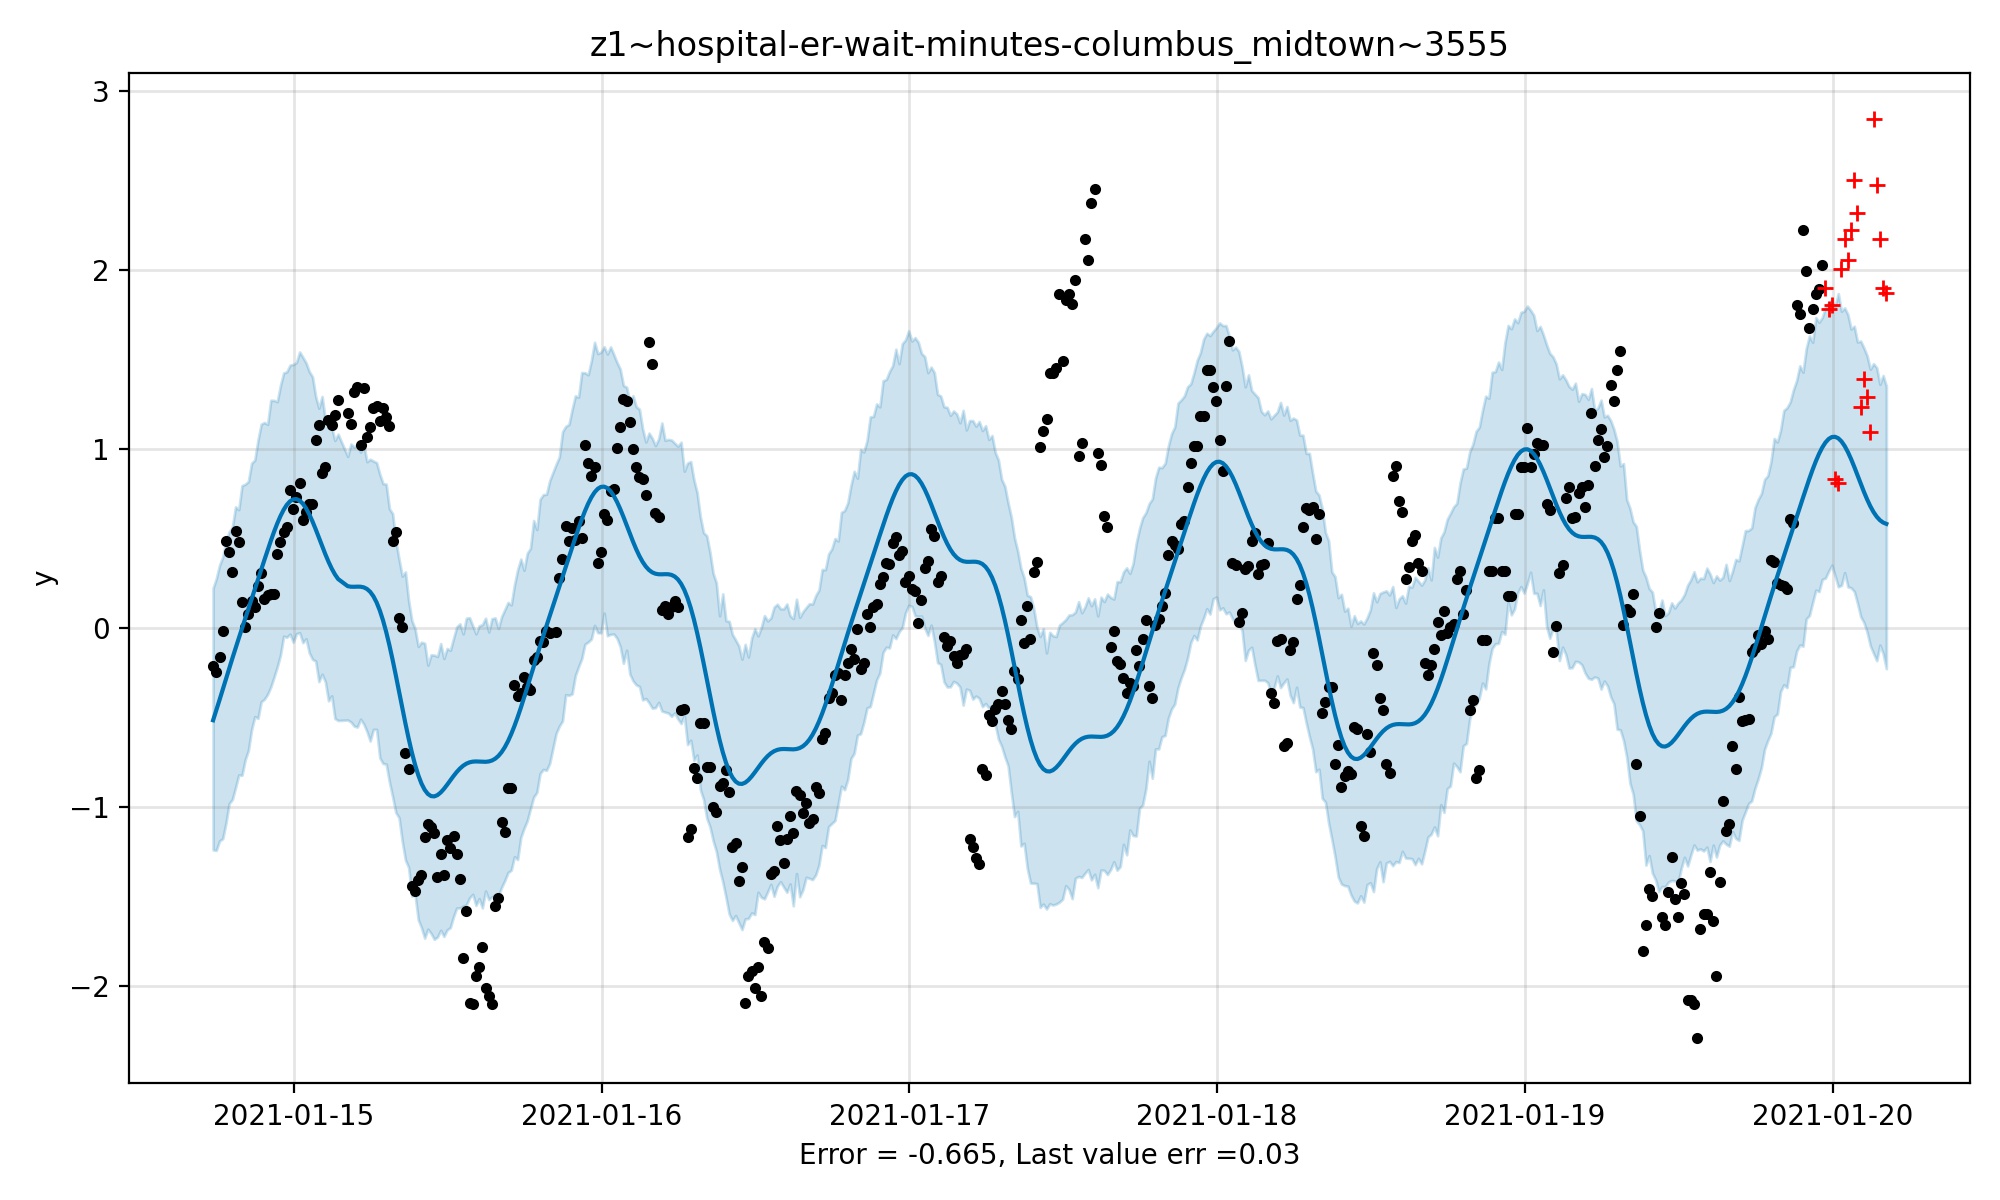 z1~hospital-er-wait-minutes-columbus_midtown~3555
3
2
1
0
−1
−2
y
2021-01-15 2021-01-16 2021-01-17 2021-01-18 2021-01-19 2021-01-20
Error = -0.665, Last value err =0.03